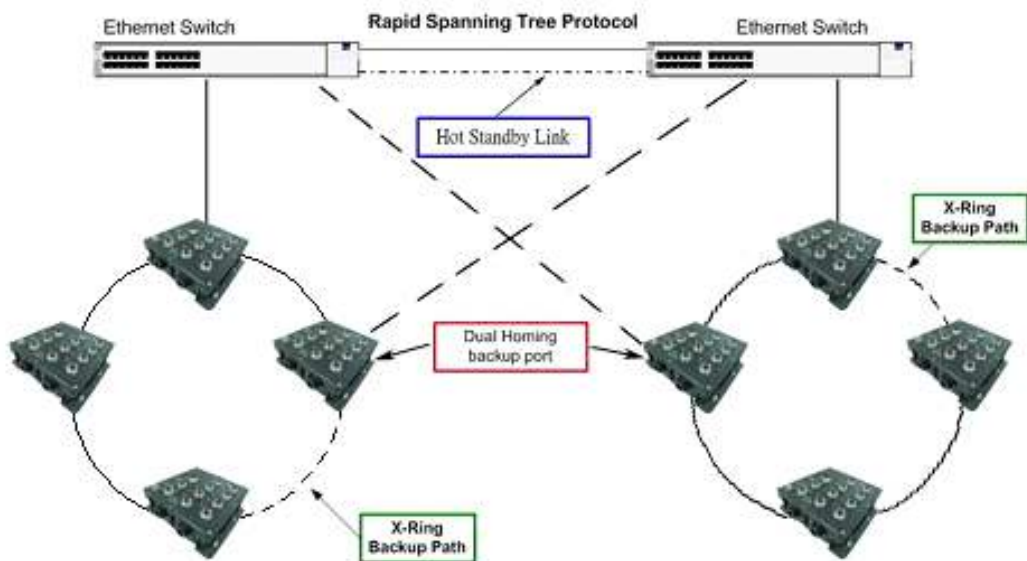 Rapid Spanning Tree Protocol
Ethernet Switch
Ethernet Switch
Hot Standby Link
X-Ring
Backup Path
Dual Homing
backup port
X-Ring
Backup Path